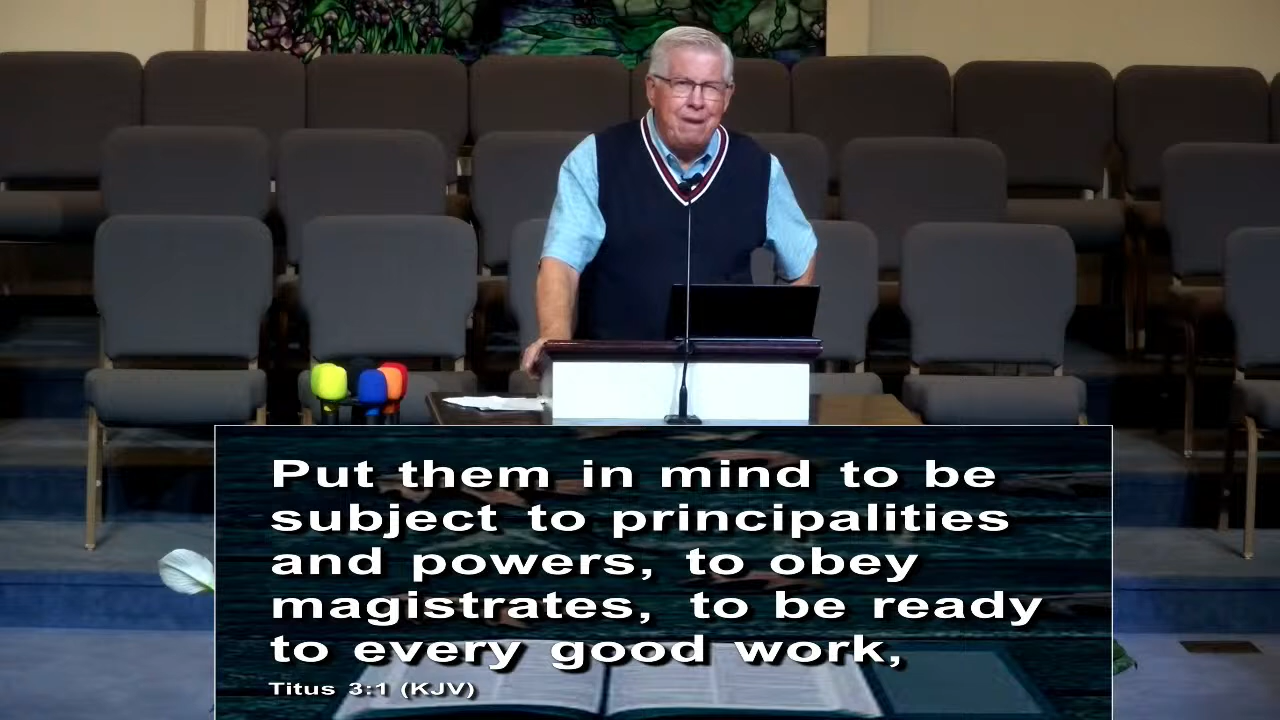 Put them in mind to be
subject to principalities
and powers, to obey
magistrates, to be ready
to every good work,
Titus 3:1 (KJV)